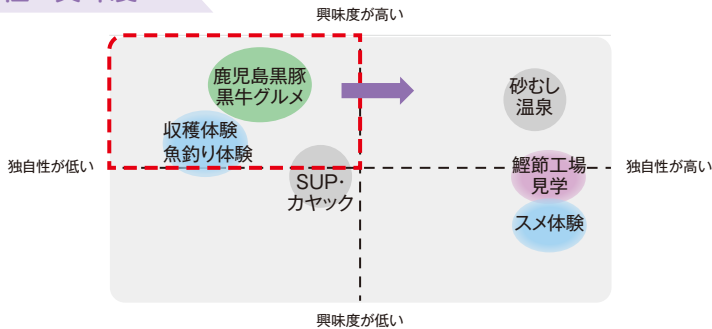 興味度が高い
鹿児島黒豚
黒牛グルメ
砂むし
温泉
収穫体験
魚釣り体験
独自性が低い
独自性が高い
SUP・
カヤック
鰹節工場
見学
スメ体験
興味度が低い